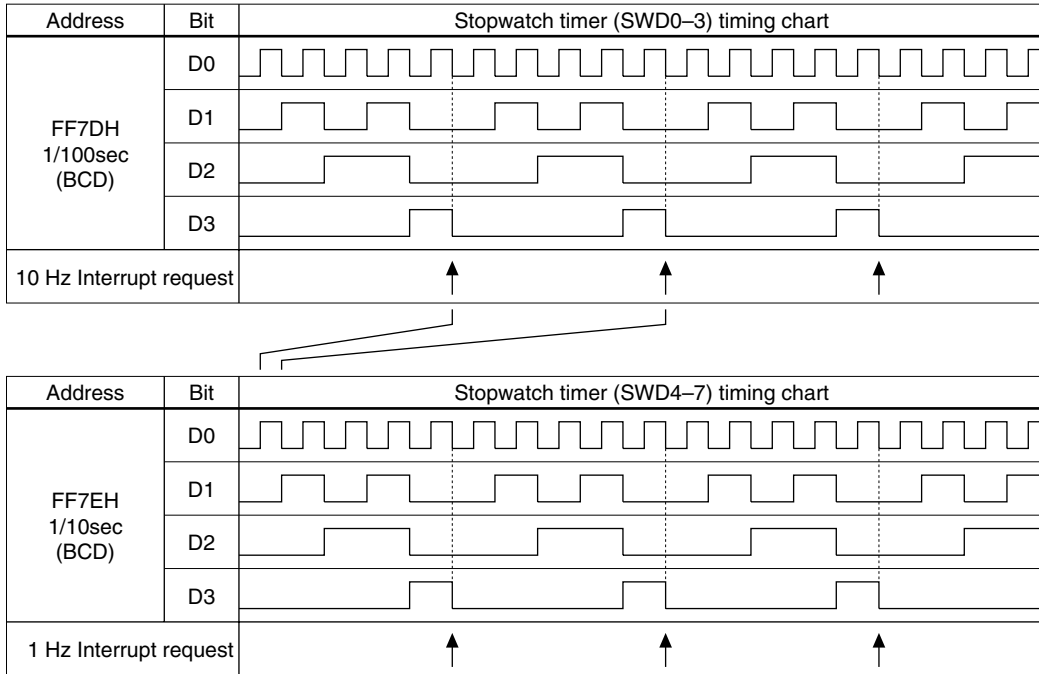 Address Bit Stopwatch timer (SWD0–3) timing chart
FF7DH
1/100sec
(BCD)
D0
D1
D2
D3
10 Hz Interrupt request
Address Bit Stopwatch timer (SWD4–7) timing chart
FF7EH
1/10sec
(BCD)
D0
D1
D2
D3
1 Hz Interrupt request